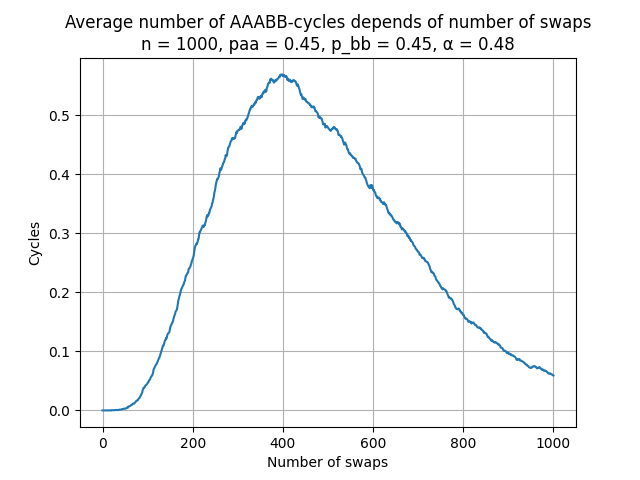 Average number of AAABB-cycles depends of number of swaps
n = 1000, paa = 0.45, p_bb = 0.45, α = 0.48
0.5
0.4
0.3
0.2
0.1
0.0
Cycles
0 200 400 600 800 1000
Number of swaps